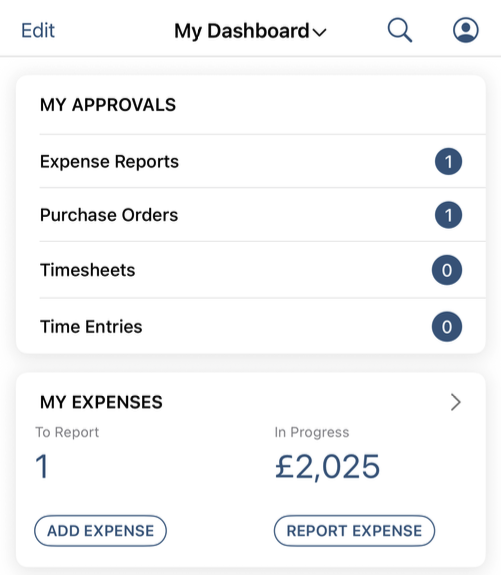 Edit
My Dashboard
MY APPROVALS
Expense Reports 1
Purchase Orders 1
Timesheets 0
Time Entries 0
MY EXPENSES
To Report In Progress
1 £2,025
ADD EXPENSE REPORT EXPENSE